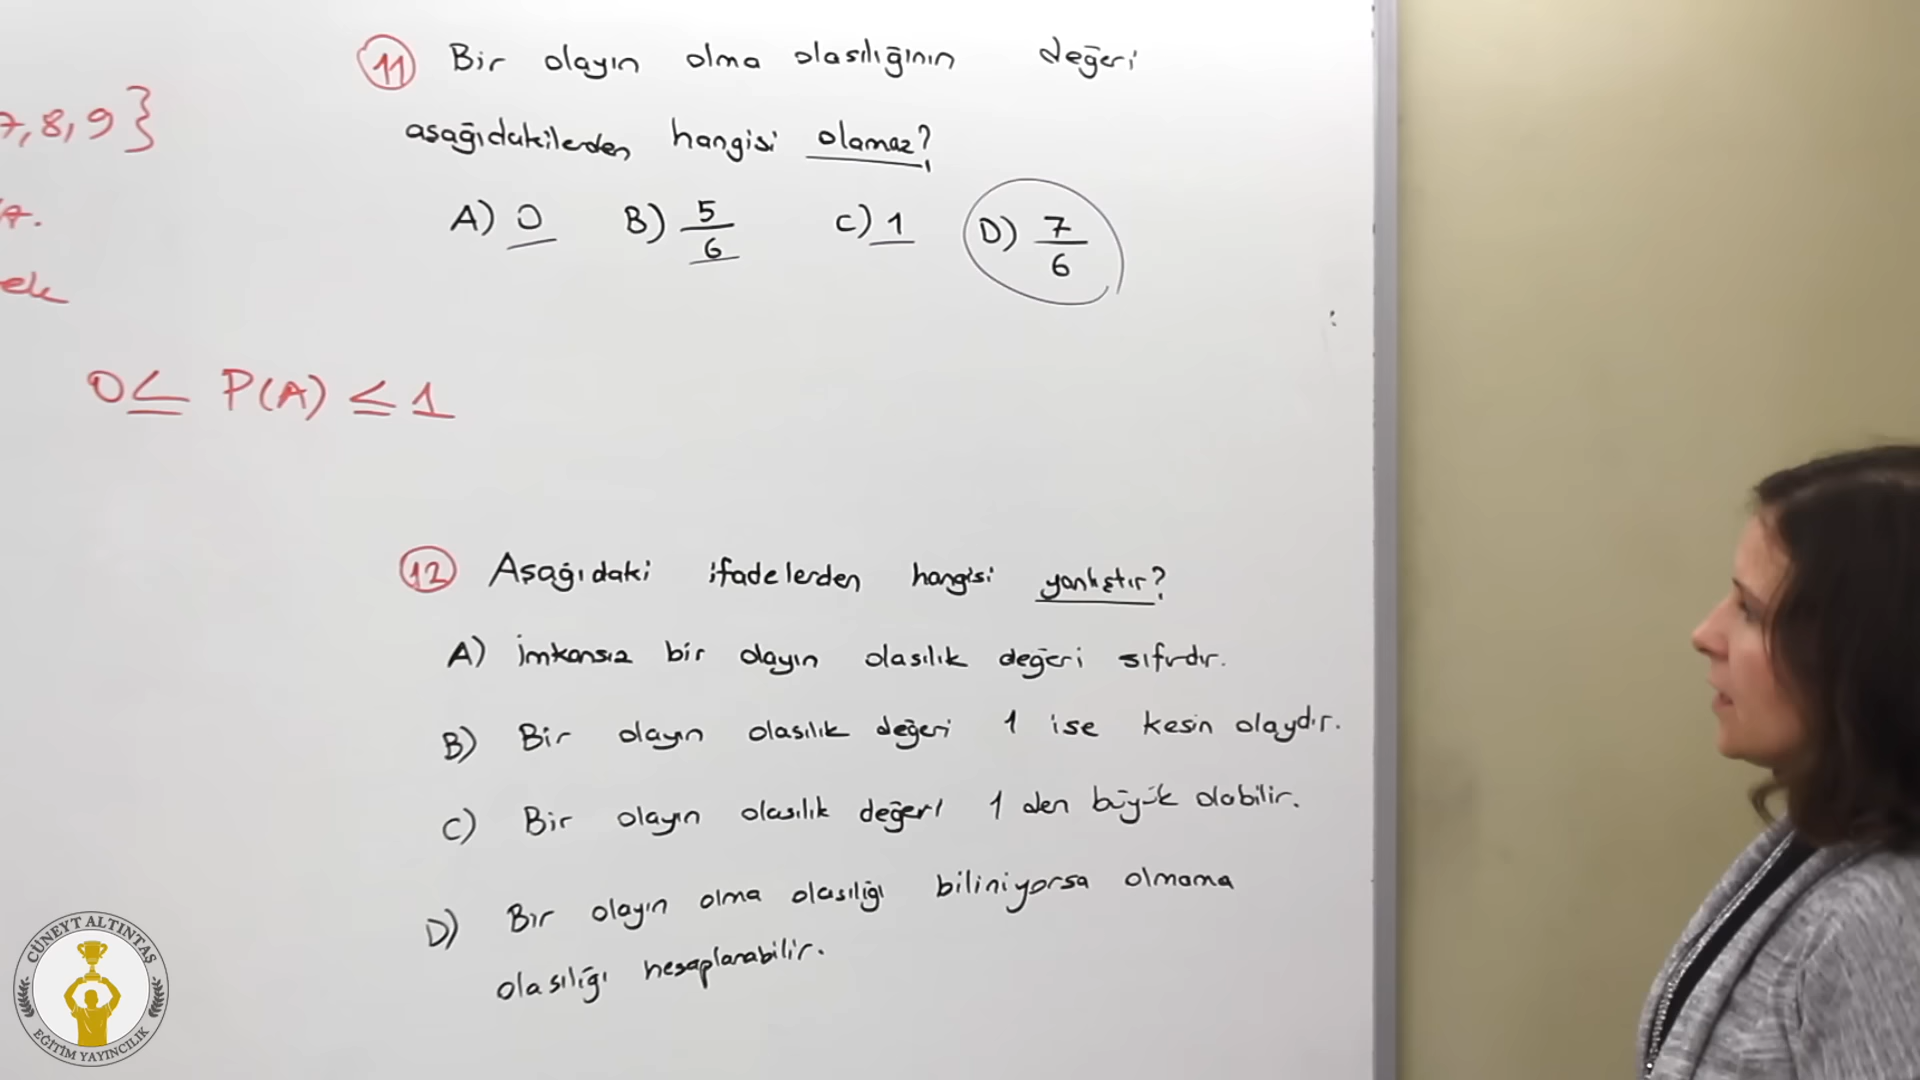 7, 8, 9 }
ek
0 ≤ P(A) ≤ 1
11 Bir olayın olma olasılığının değeri
aşağıdakilerden hangisi olamaz?
A) 0 B) 5/6 C) 1 D) 7/6
12 Aşağıdaki ifadelerden hangisi yanlıştır?
A) İmkansız bir olayın olasılık değeri sıfırdır.
B) Bir olayın olasılık değeri 1 ise kesin olaydır.
C) Bir olayın olasılık değeri 1 den büyük olabilir.
D) Bir olayın olma olasılığı biliniyorsa olmama
olasılığı hesaplanabilir.
CÜNEYT ALTINTAŞ
EĞİTİM YAYINCILIK